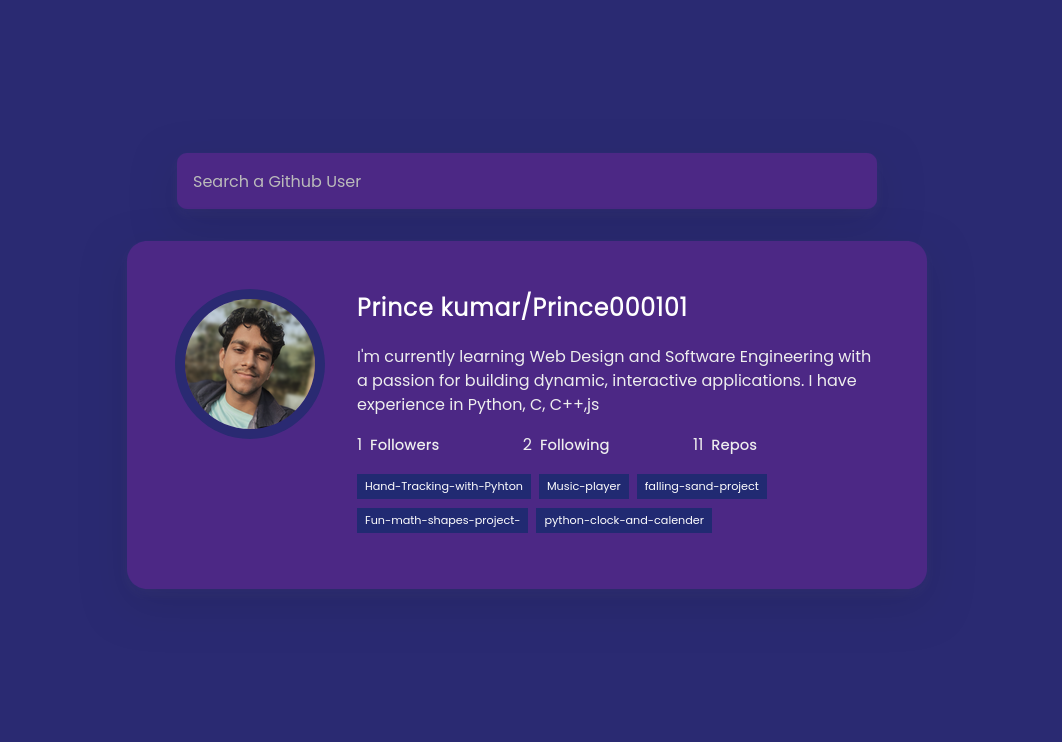 Search a Github User
Prince kumar/Prince000101
I'm currently learning Web Design and Software Engineering with
a passion for building dynamic, interactive applications. I have
experience in Python, C, C++,js
1 Followers 2 Following 11 Repos
Hand-Tracking-with-Pyhton Music-player falling-sand-project
Fun-math-shapes-project- python-clock-and-calender